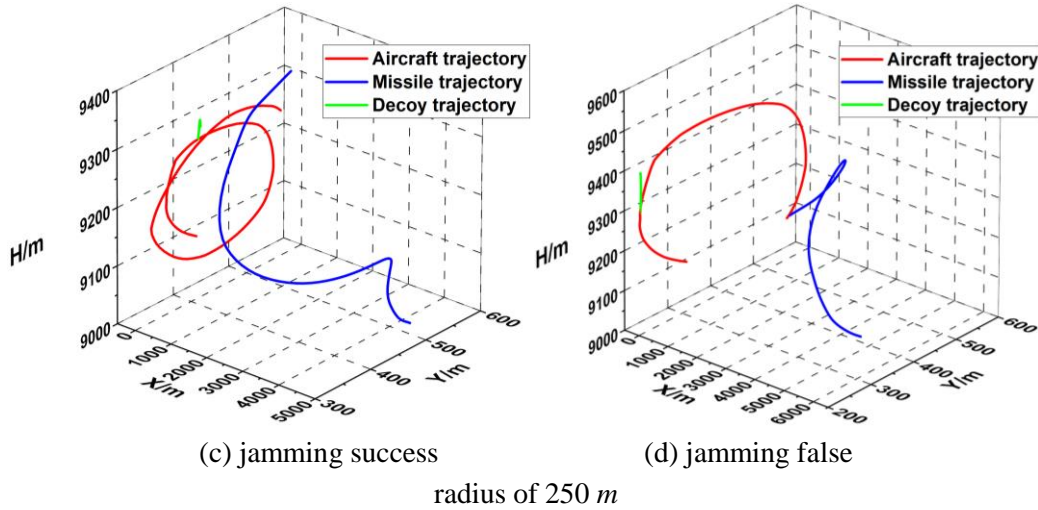 Aircraft trajectory
Missile trajectory
Decoy trajectory
9400
9300
9200
9100
9000
H/m
0
1000
2000
3000
4000
5000
X/m
300
400
500
600
Y/m
Aircraft trajectory
Missile trajectory
Decoy trajectory
9600
9500
9400
9300
9200
9100
9000
H/m
0
1000
2000
3000
4000
5000
6000
X/m
200
300
400
500
600
Y/m
(c) jamming success
(d) jamming false
radius of 250 m